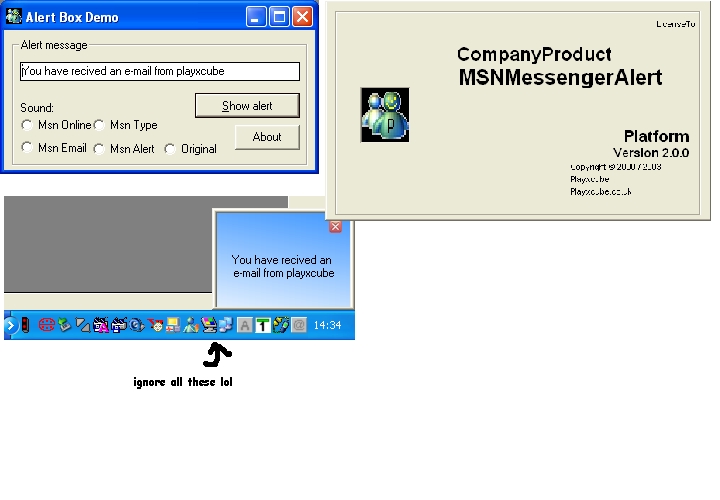 Alert Box Demo
Alert message
You have recived an e-mail from playxcube
Show alert
Sound:
Msn Online
Msn Type
About
Msn Email
Msn Alert
Original
LicenseTo
CompanyProduct
MSNMessengerAlert
P
Platform
Version 2.0.0
Copyright © 2000 / 2003
Playxcube
Playxcube.co.uk
You have recived an
e-mail from playxcube
A
1
@
14:34
ignore all these lol